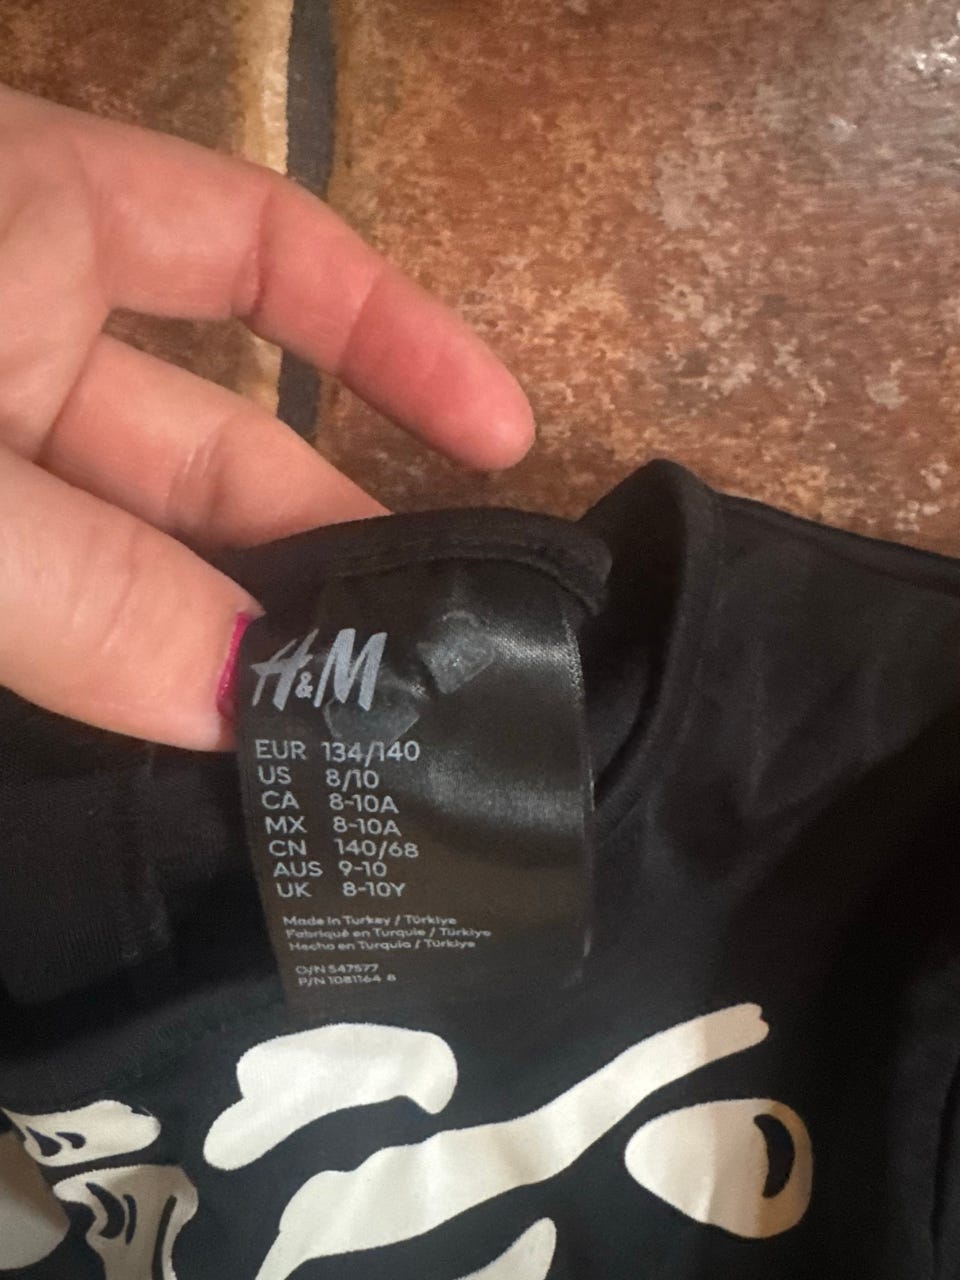 H&M
EUR 134/140
US 8/10
CA 8-10A
MX 8-10A
CN 140/68
AUS 9-10
UK 8-10Y
Made in Turkey / Türkiye
Fabriqué en Turquie / Türkiye
Hecho en Turquía / Türkiye
O/N 547577
P/N 1081164 8